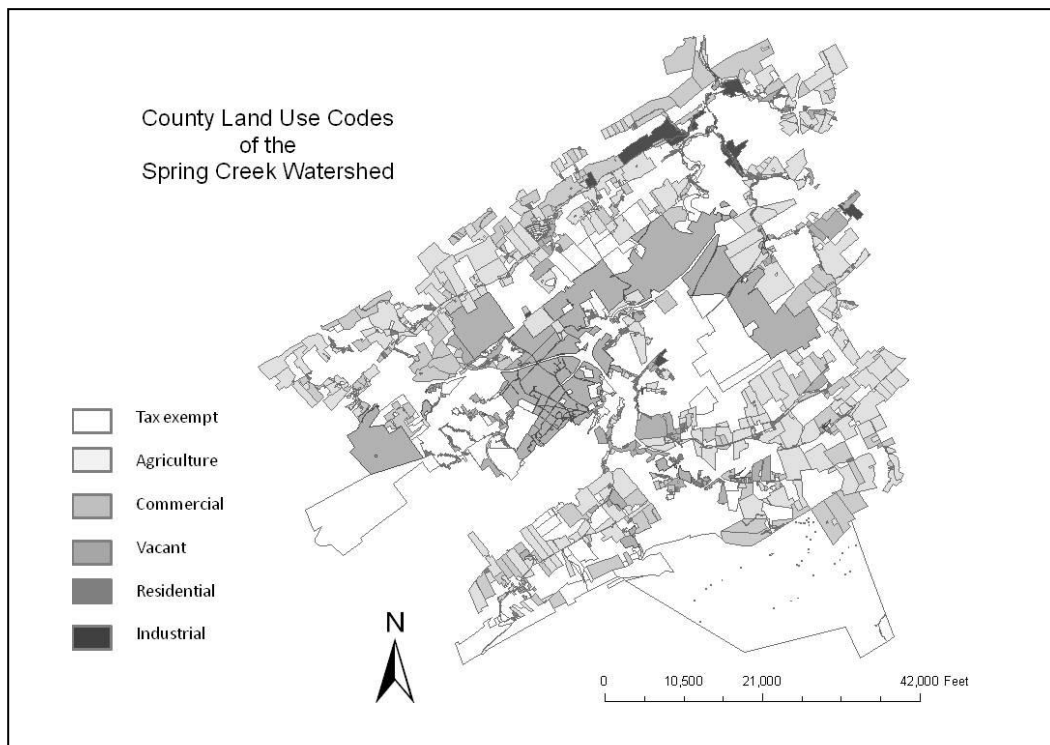 County Land Use Codes
of the
Spring Creek Watershed
Tax exempt
Agriculture
Commercial
Vacant
Residential
Industrial
N
0 10,500 21,000 42,000 Feet